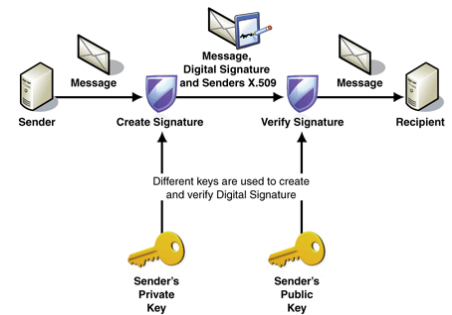 Message,
Digital Signature
and Senders X.509
Message
Message
Sender
Create Signature
Verify Signature
Recipient
Different keys are used to create
and verify Digital Signature
Sender's
Private
Key
Sender's
Public
Key